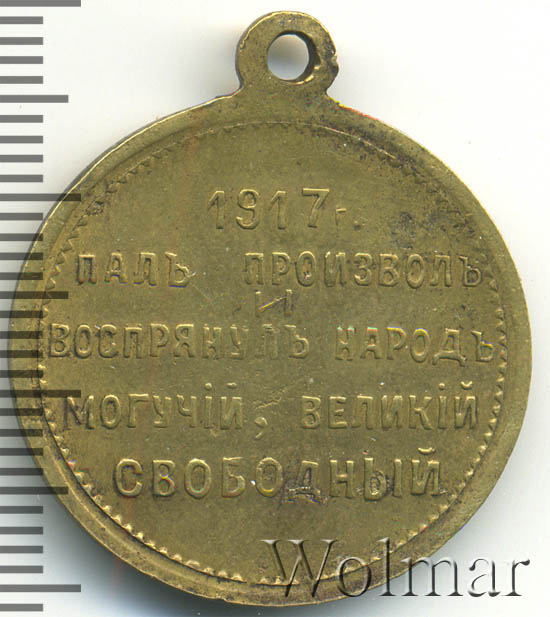 1917 г.
ПАЛЪ ПРОИЗВОЛЪ
И
ВОСПРЯНУЛЪ НАРОДЪ
МОГУЧІЙ, ВЕЛИКІЙ
СВОБОДНЫЙ
Wolmar